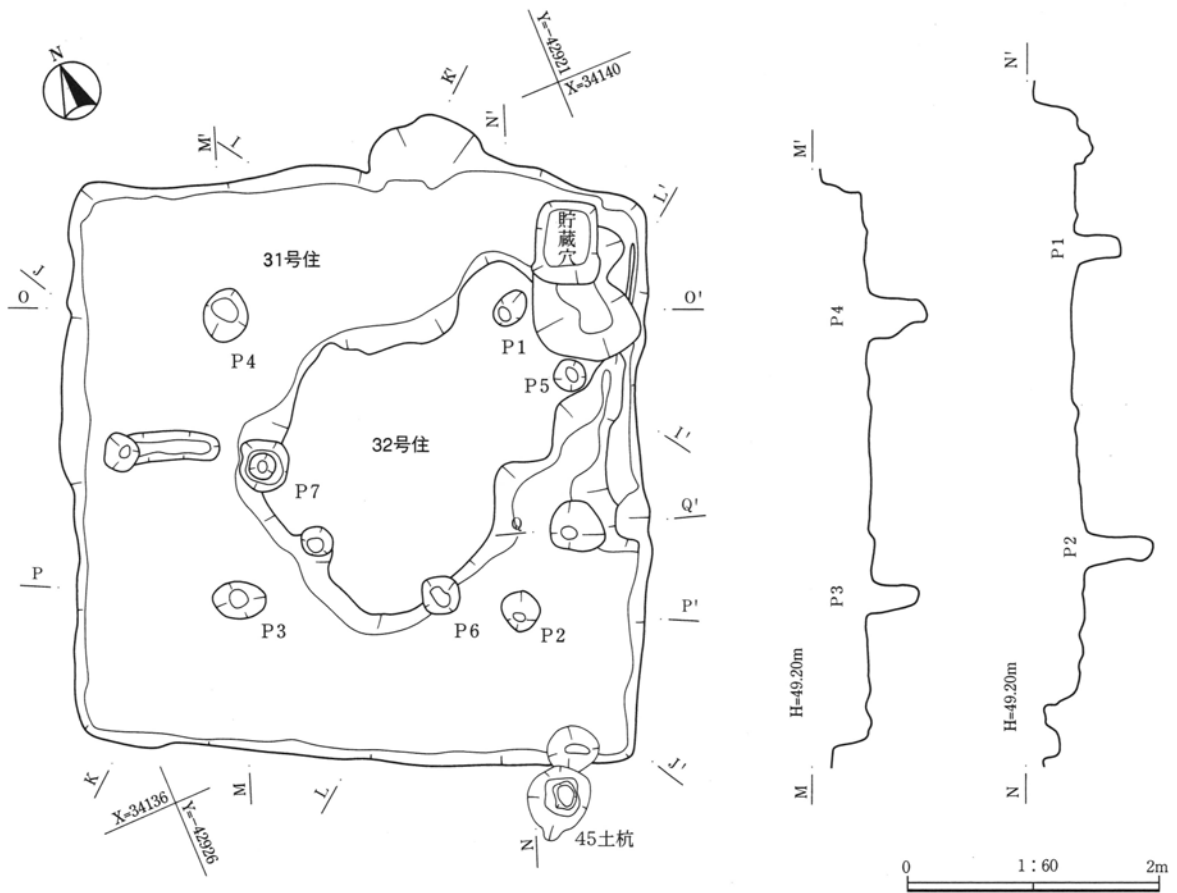 N
Y=-42921
X=34140
K'
N'
M'
I
L'
貯蔵穴
31号住
J
O
O'
P4
P1
P5
32号住
I'
P7
Q
Q'
P
P'
P3
P6
P2
K
M
L
J'
X=34136
Y=-42926
N
45土杭
M'
P4
P3
H=49.20m
M
N'
P1
P2
H=49.20m
N
0
1:60
2m